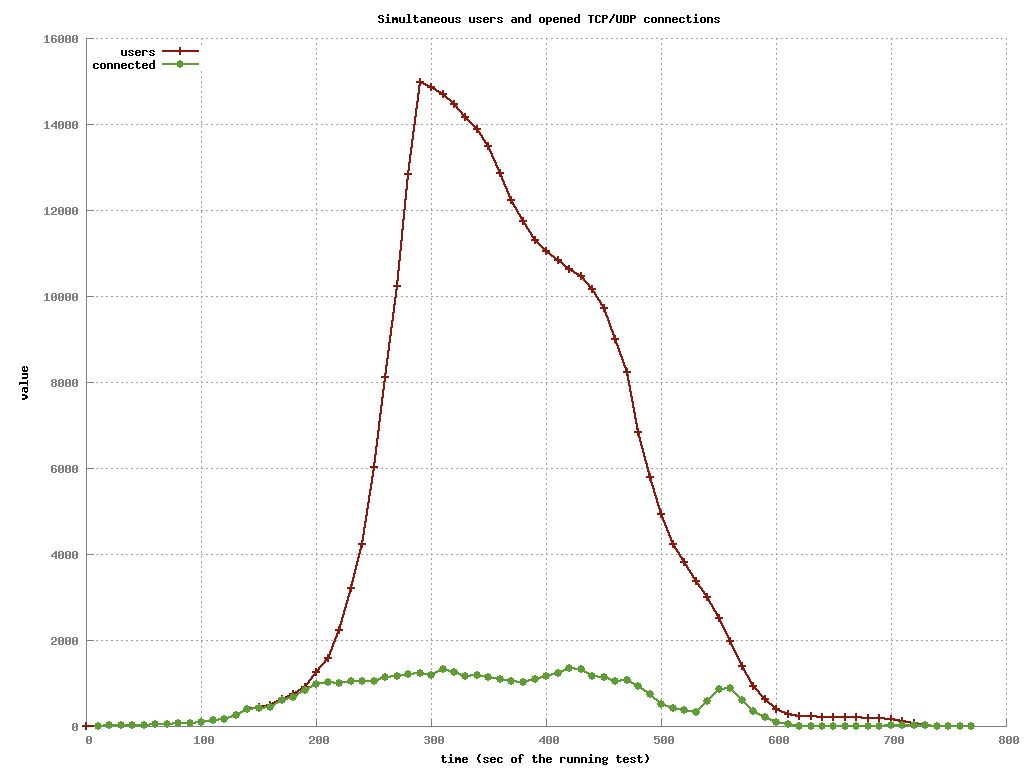 Simultaneous users and opened TCP/UDP connections
16000
users
connected
14000
12000
10000
value
8000
6000
4000
2000
0
0 100 200 300 400 500 600 700 800
time (sec of the running test)